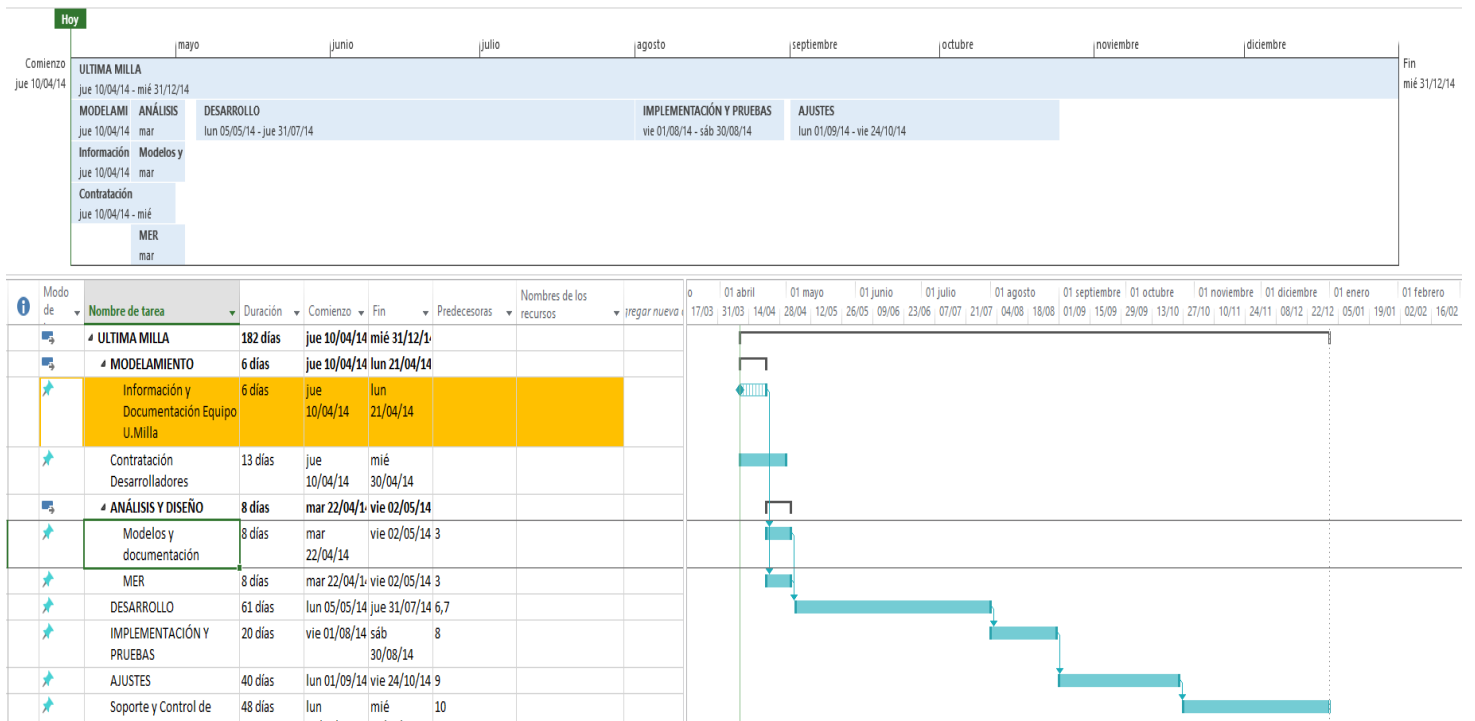 Hoy
mayo junio julio agosto septiembre octubre noviembre diciembre
Comienzo
jue 10/04/14
ULTIMA MILLA
jue 10/04/14 - mié 31/12/14
Fin
mié 31/12/14
MODELAMI ANÁLISIS DESARROLLO IMPLEMENTACIÓN Y PRUEBAS AJUSTES
jue 10/04/14 mar lun 05/05/14 - jue 31/07/14 vie 01/08/14 - sáb 30/08/14 lun 01/09/14 - vie 24/10/14
Información Modelos y
jue 10/04/14 mar
Contratación
jue 10/04/14 - mié
MER
mar
Modo
de Nombre de tarea Duración Comienzo Fin Predecesoras Nombres de los
recursos regar nueva
o 01 abril 01 mayo 01 junio 01 julio 01 agosto 01 septiembre 01 octubre 01 noviembre 01 diciembre 01 enero 01 febrero
17/03 31/03 14/04 28/04 12/05 26/05 09/06 23/06 07/07 21/07 04/08 18/08 01/09 15/09 29/09 13/10 27/10 10/11 24/11 08/12 22/12 05/01 19/01 02/02 16/02
ULTIMA MILLA 182 días jue 10/04/14 mié 31/12/1
MODELAMIENTO 6 días jue 10/04/14 lun 21/04/14
Información y 6 días jue lun
Documentación Equipo 10/04/14 21/04/14
U.Milla
Contratación 13 días jue mié
Desarrolladores 10/04/14 30/04/14
ANÁLISIS Y DISEÑO 8 días mar 22/04/1 vie 02/05/14
Modelos y 8 días mar vie 02/05/14 3
documentación 22/04/14
MER 8 días mar 22/04/1 vie 02/05/14 3
DESARROLLO 61 días lun 05/05/14 jue 31/07/14 6,7
IMPLEMENTACIÓN Y 20 días vie 01/08/14 sáb 8
PRUEBAS 30/08/14
AJUSTES 40 días lun 01/09/14 vie 24/10/14 9
Soporte y Control de 48 días lun mié 10